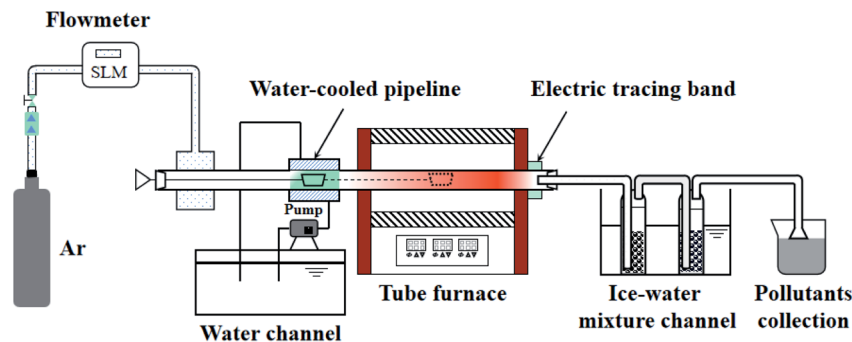 Flowmeter
SLM
Water-cooled pipeline
Electric tracing band
Pump
Ar
Tube furnace
Water channel
Ice-water
mixture channel
Pollutants
collection